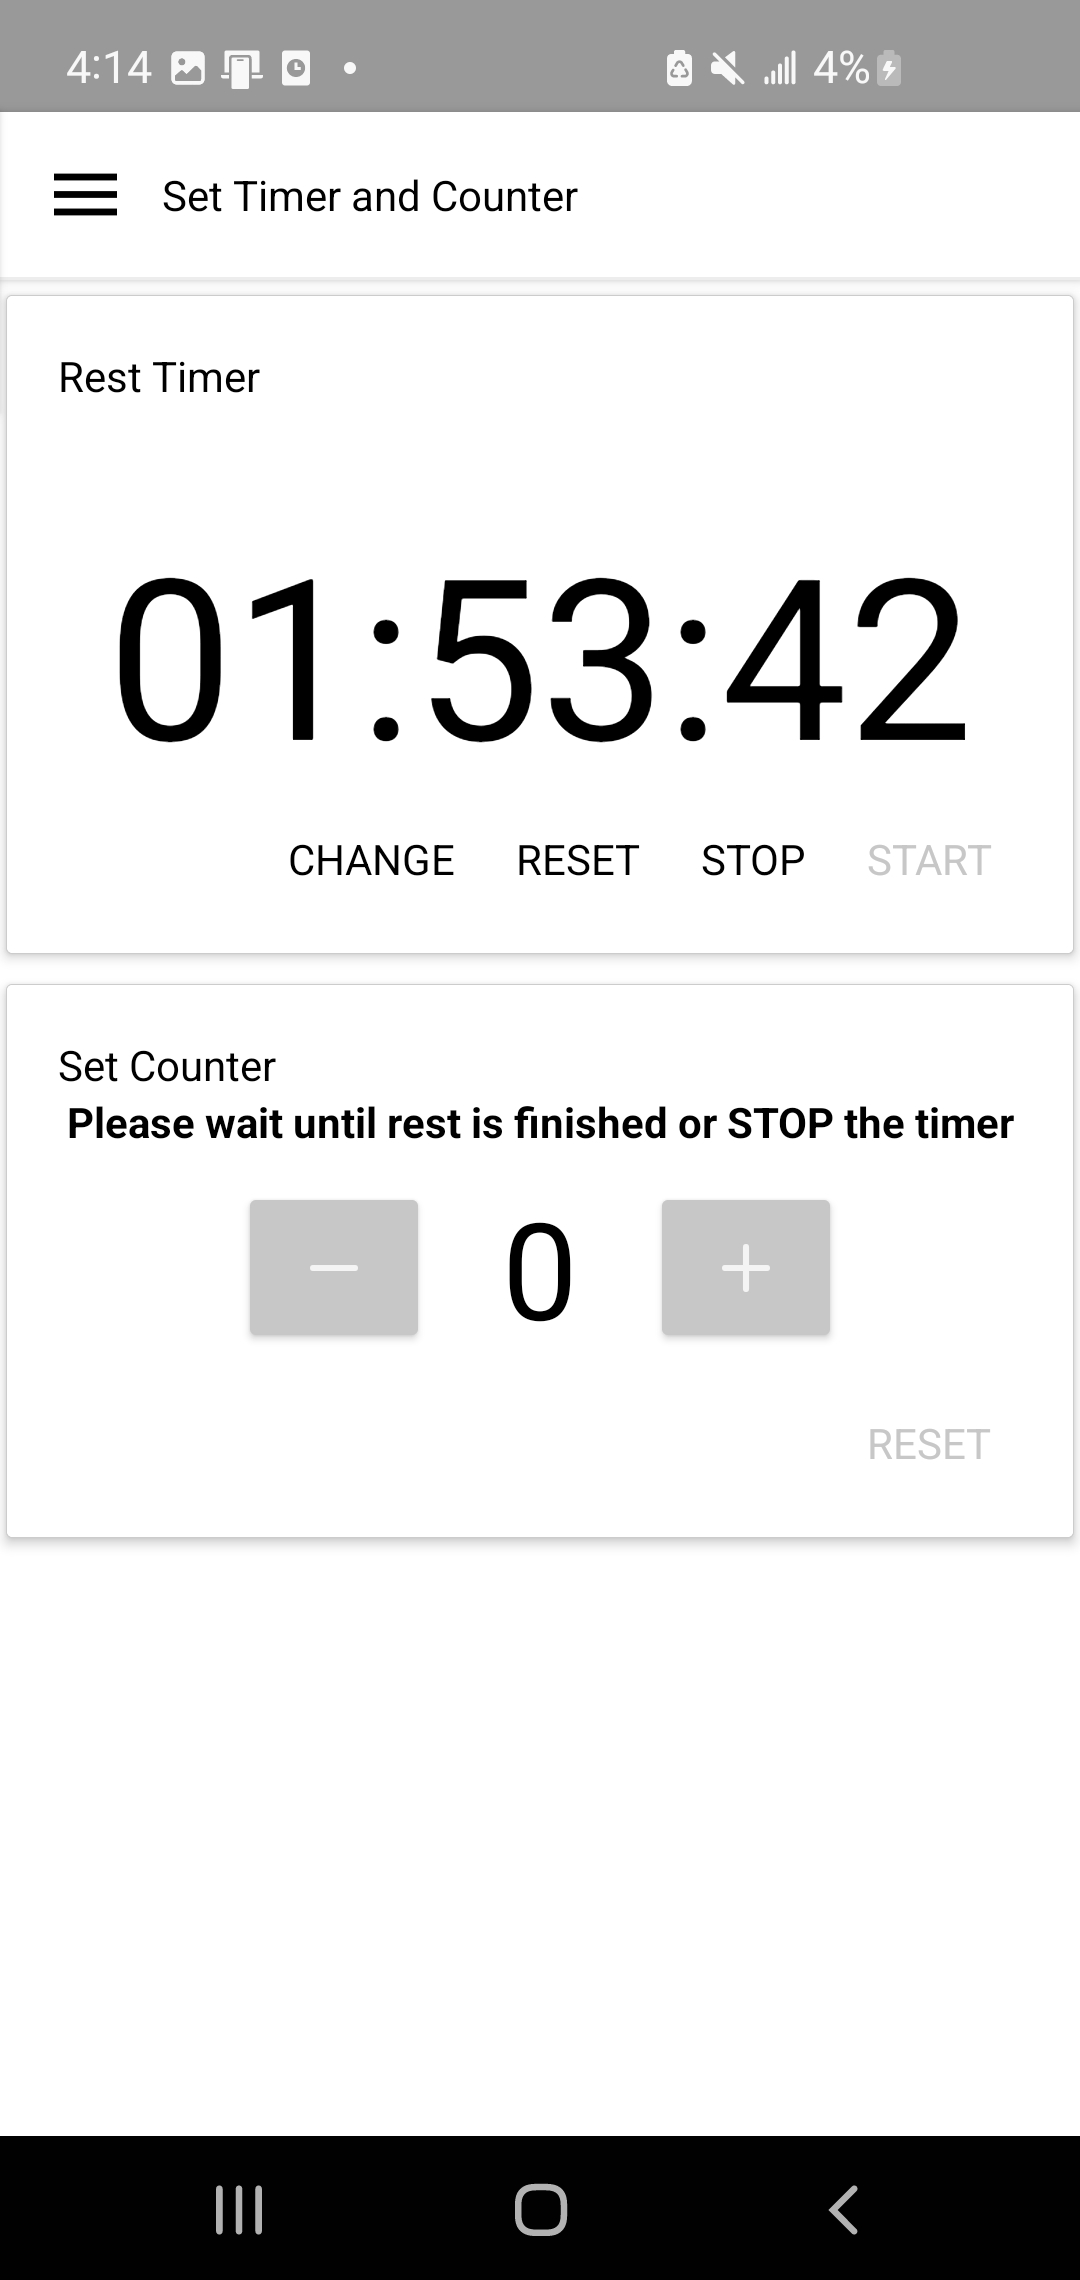 4:14 4%
Set Timer and Counter
Rest Timer
01:53:42
CHANGE RESET STOP START
Set Counter
Please wait until rest is finished or STOP the timer
0
RESET